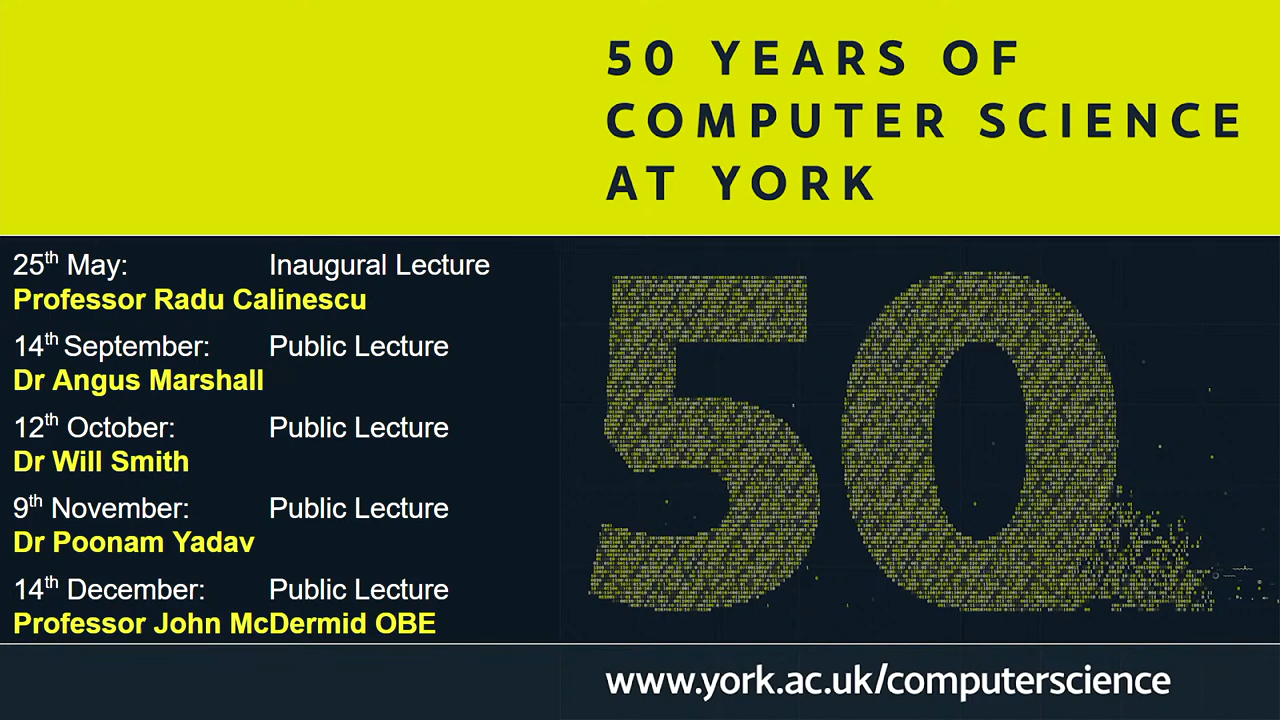 50 YEARS OF
COMPUTER SCIENCE
AT YORK
25th May: Inaugural Lecture
Professor Radu Calinescu
14th September: Public Lecture
Dr Angus Marshall
12th October: Public Lecture
Dr Will Smith
9th November: Public Lecture
Dr Poonam Yadav
14th December: Public Lecture
Professor John McDermid OBE
50
www.york.ac.uk/computerscience